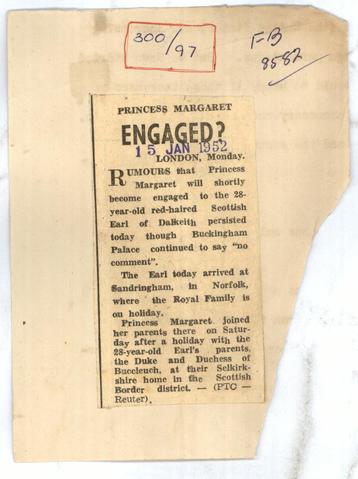 300/97
FB
8582
PRINCESS MARGARET
ENGAGED?
15 JAN 1952
LONDON, Monday.
RUMOURS that Princess
Margaret will shortly
become engaged to the 28-
year-old red-haired Scottish
Earl of Dalkeith persisted
today though Buckingham
Palace continued to say "no
comment".
The Earl today arrived at
Sandringham, in Norfolk,
where the Royal Family is
on holiday.
Princess Margaret joined
her parents there on Satur-
day after a holiday with the
28-year-old Earl's parents,
the Duke and Duchess of
Buccleuch, at their Selkirk-
shire home in the Scottish
Border district. — (PTC —
Reuter).